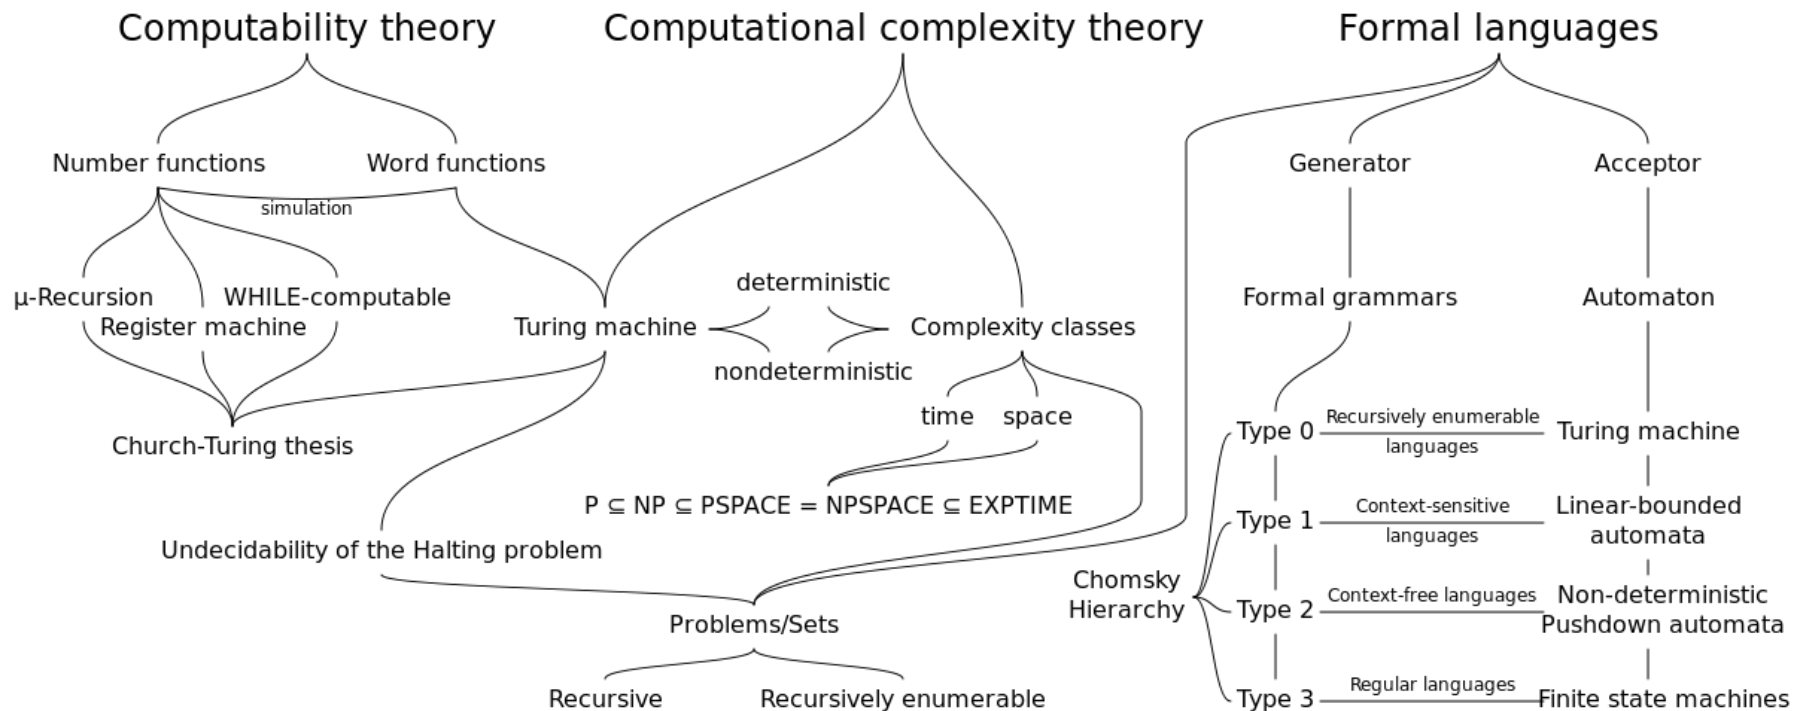 Computability theory
Computational complexity theory
Formal languages
Number functions
Word functions
Generator
Acceptor
simulation
deterministic
μ-Recursion
WHILE-computable
Formal grammars
Automaton
Register machine
Turing machine
Complexity classes
nondeterministic
time
space
Church-Turing thesis
Type 0
Recursively enumerable
languages
Turing machine
P ⊆ NP ⊆ PSPACE = NPSPACE ⊆ EXPTIME
Type 1
Context-sensitive
languages
Linear-bounded
automata
Undecidability of the Halting problem
Chomsky
Hierarchy
Type 2
Context-free languages
Non-deterministic
Pushdown automata
Problems/Sets
Recursive
Recursively enumerable
Type 3
Regular languages
Finite state machines